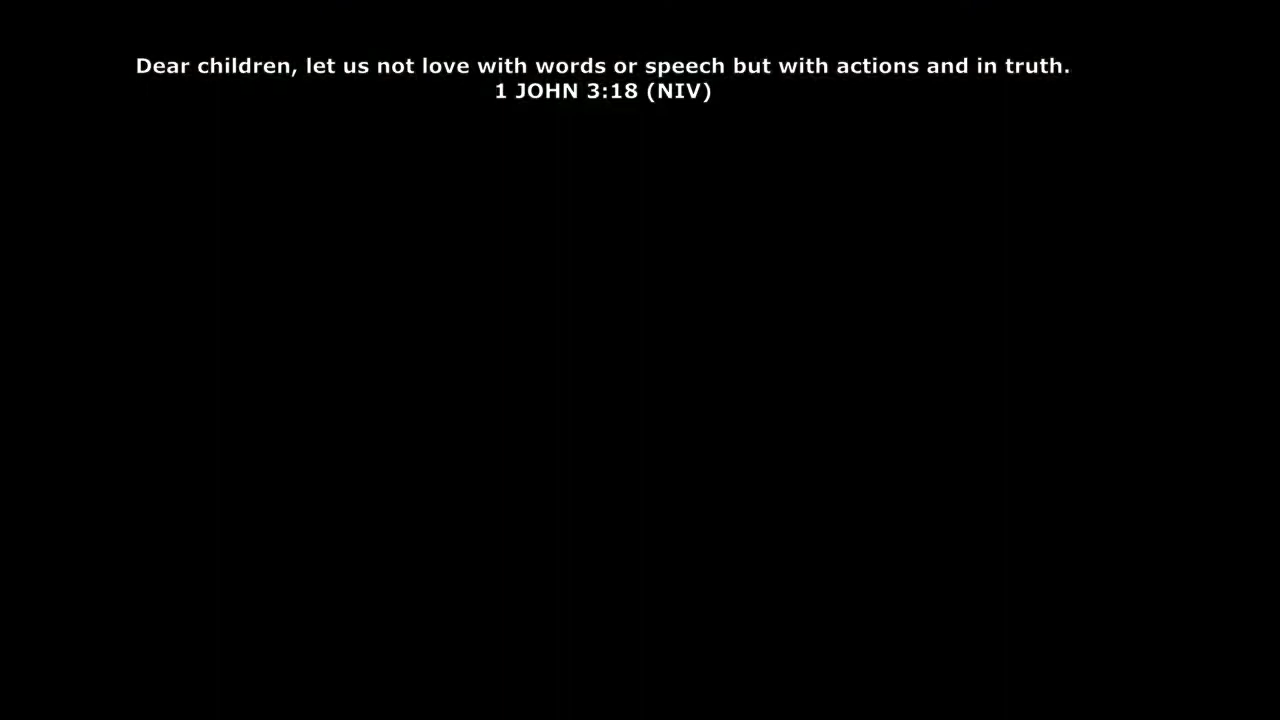 Dear children, let us not love with words or speech but with actions and in truth.
1 JOHN 3:18 (NIV)